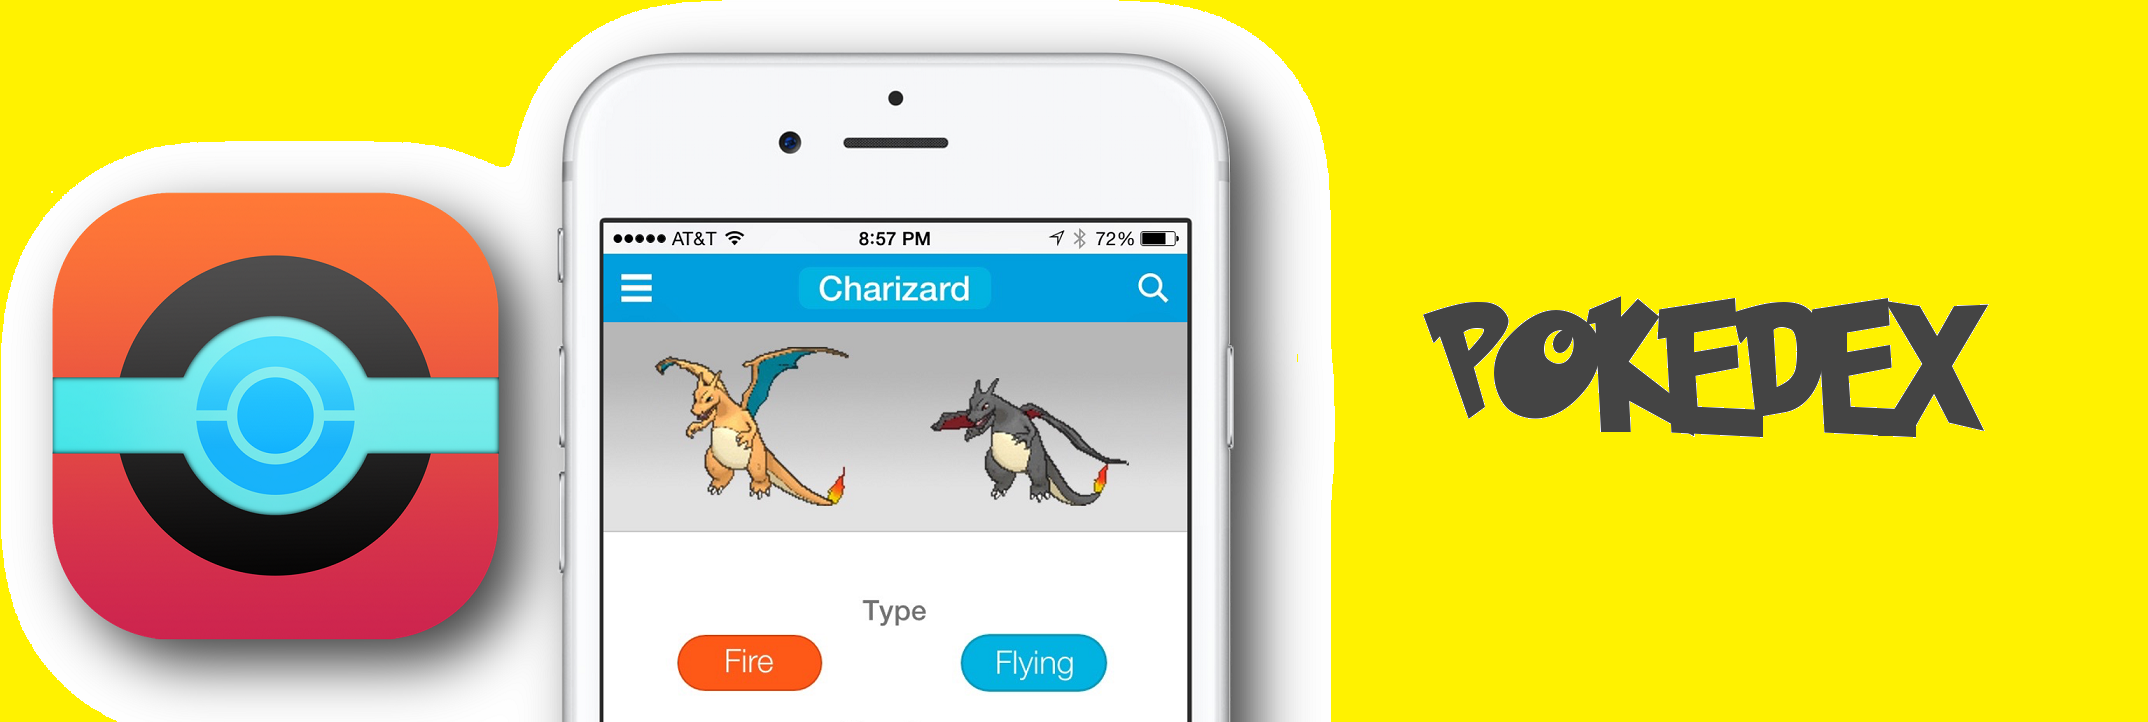 AT&T 8:57 PM 72%
Charizard
Type
Fire Flying
POKEDEX